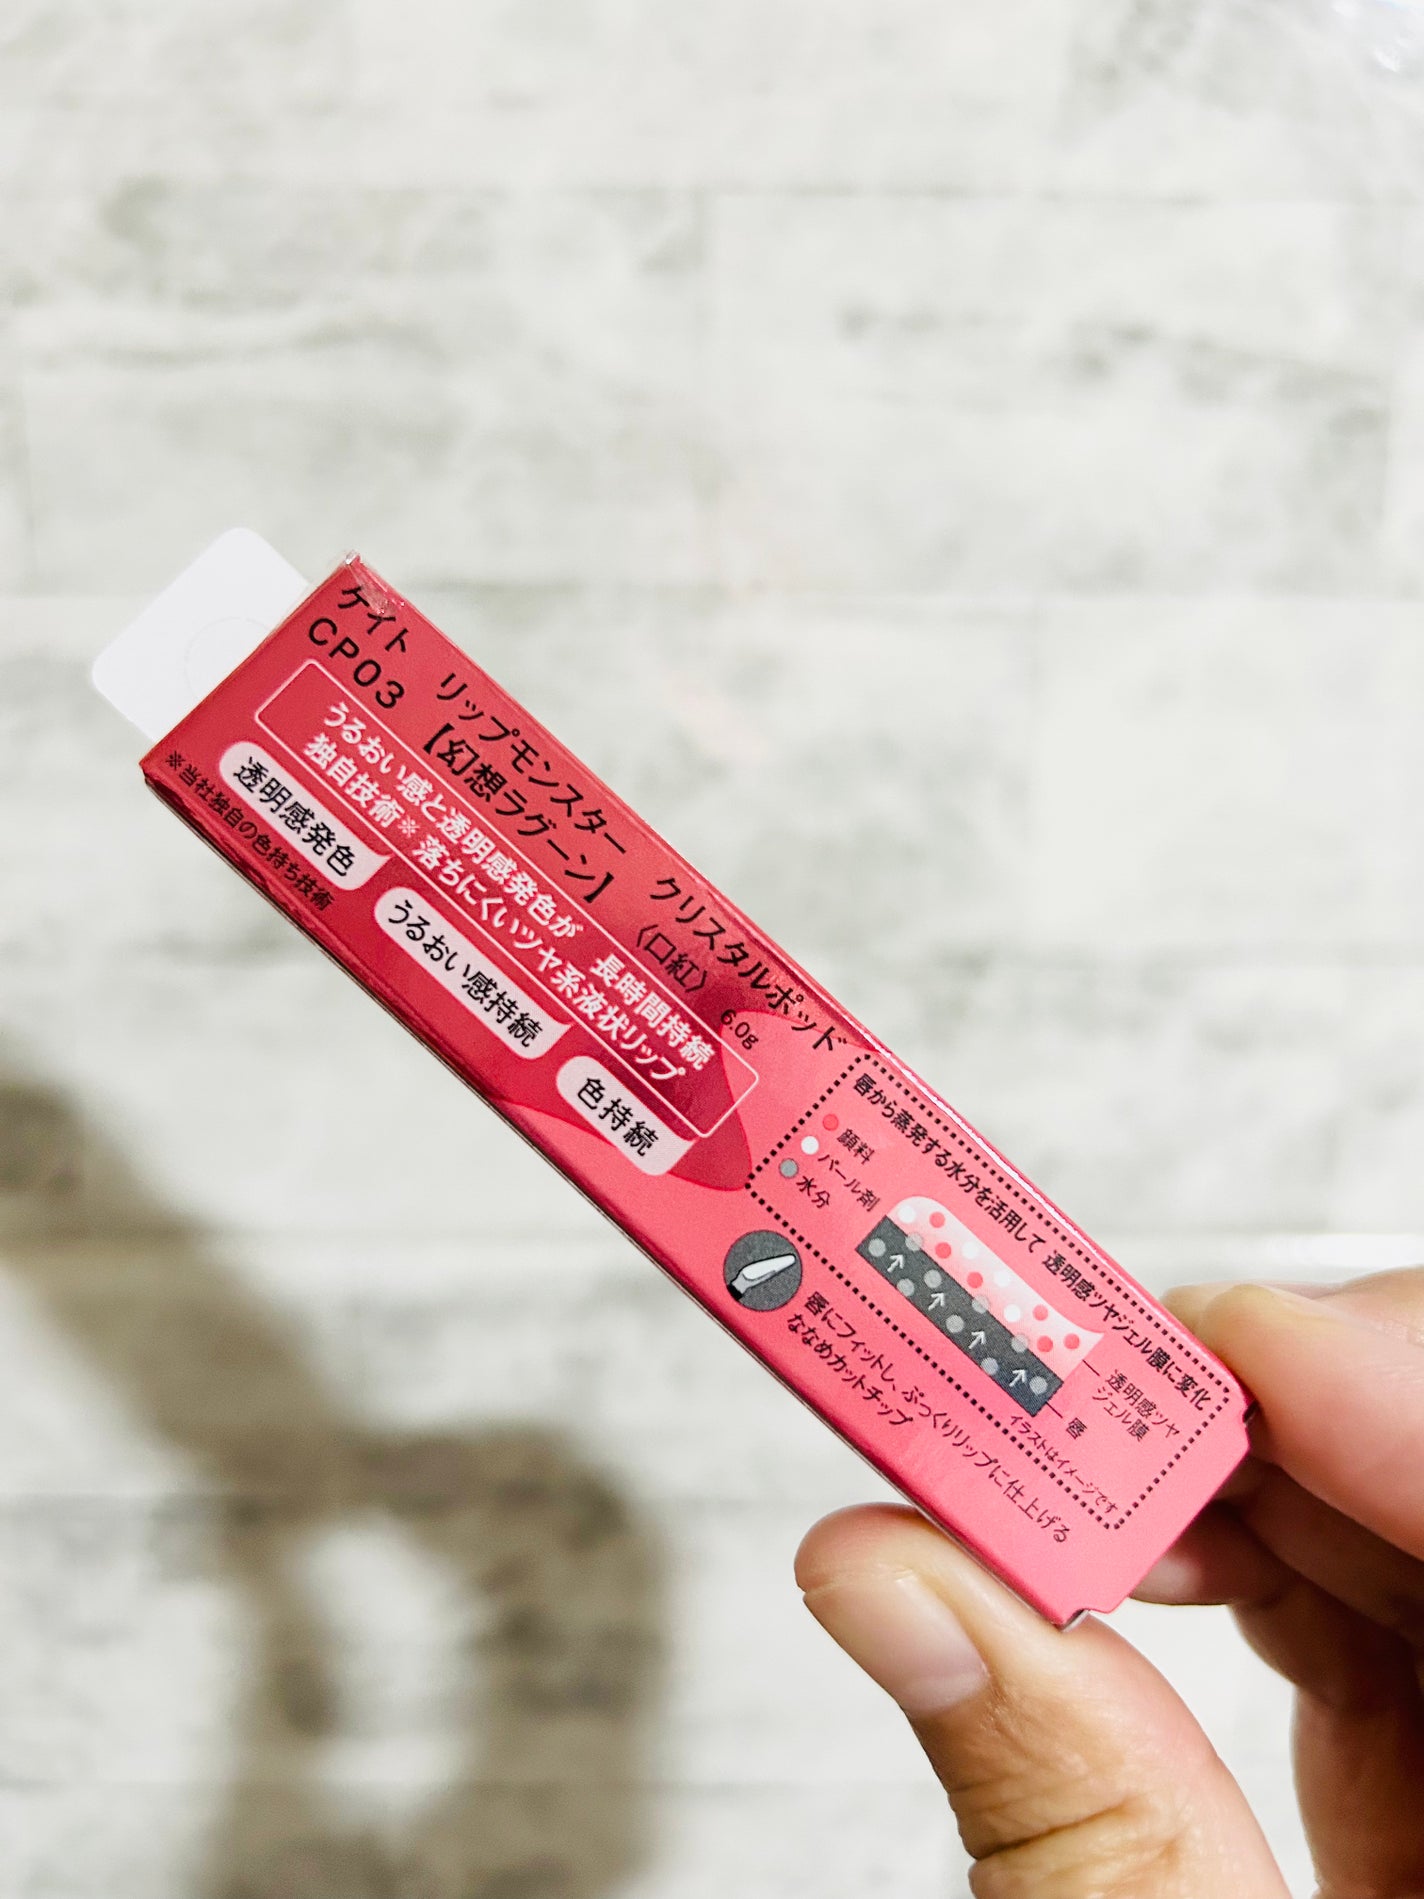 ケイト リップモンスター クリスタルポッド
CP03 【幻想ラグーン】 〈口紅〉 6.0g
うるおい感と透明感発色が 長時間持続
独自技術※ 落ちにくいツヤ系液状リップ
透明感発色
うるおい感持続
色持続
※当社独自の色持ち技術
唇から蒸発する水分を活用して 透明感ツヤジェル膜に変化
顔料
パール剤
水分
透明感ツヤ
ジェル膜
唇
イラストはイメージです
唇にフィットし、ぷっくりリップに仕上げる
ななめカットチップ